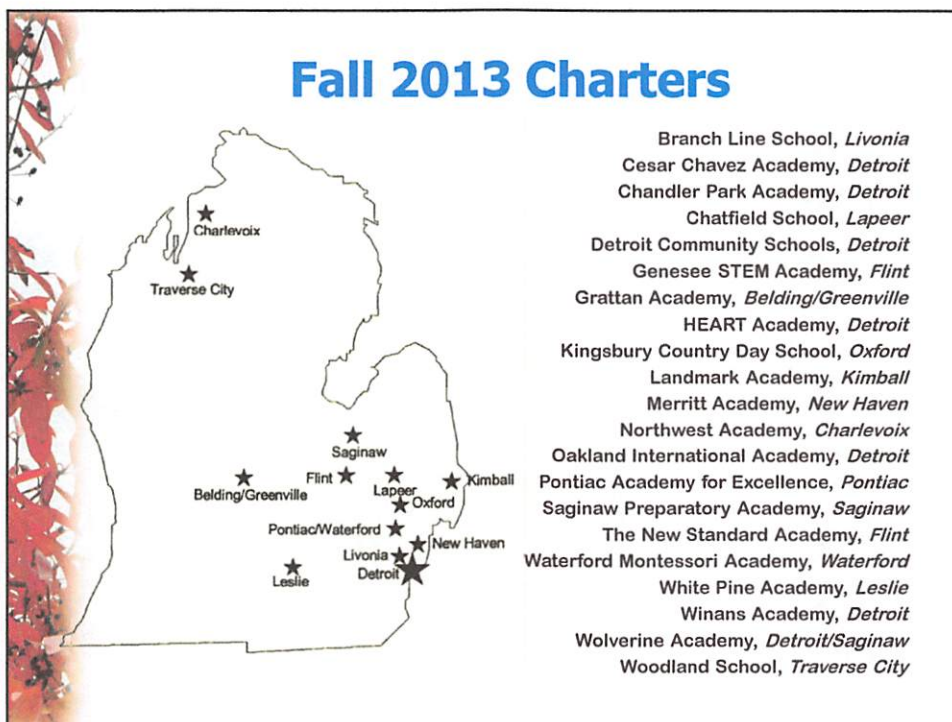 Fall 2013 Charters
Charlevoix
Traverse City
Saginaw
Belding/Greenville
Flint
Lapeer
Kimball
Oxford
Pontiac/Waterford
New Haven
Livonia
Detroit
Leslie
Branch Line School, Livonia
Cesar Chavez Academy, Detroit
Chandler Park Academy, Detroit
Chatfield School, Lapeer
Detroit Community Schools, Detroit
Genesee STEM Academy, Flint
Grattan Academy, Belding/Greenville
HEART Academy, Detroit
Kingsbury Country Day School, Oxford
Landmark Academy, Kimball
Merritt Academy, New Haven
Northwest Academy, Charlevoix
Oakland International Academy, Detroit
Pontiac Academy for Excellence, Pontiac
Saginaw Preparatory Academy, Saginaw
The New Standard Academy, Flint
Waterford Montessori Academy, Waterford
White Pine Academy, Leslie
Winans Academy, Detroit
Wolverine Academy, Detroit/Saginaw
Woodland School, Traverse City